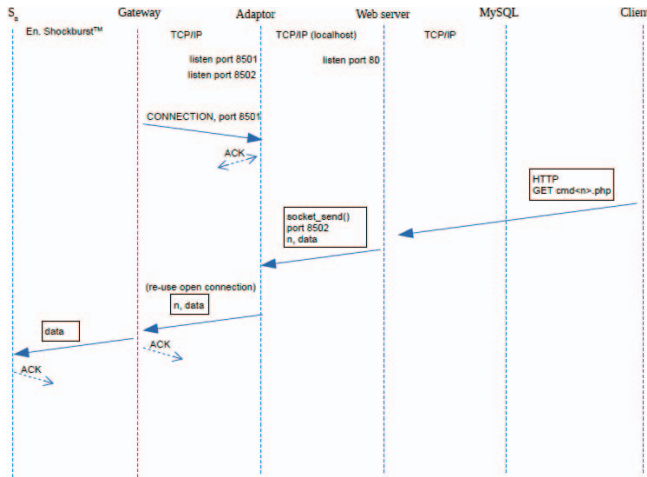 Sn Gateway Adaptor Web server MySQL Client
En. Shockburst™ TCP/IP TCP/IP (localhost) TCP/IP
listen port 8501 listen port 80
listen port 8502
CONNECTION, port 8501
ACK
HTTP
GET cmd<n>.php
socket_send()
port 8502
n, data
(re-use open connection)
n, data
data
ACK
ACK